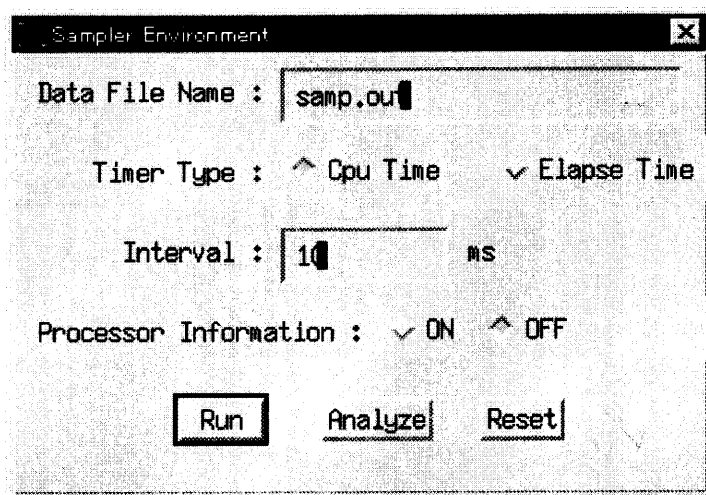 Sampler Environment
Data File Name : samp.out
Timer Type : Cpu Time Elapse Time
Interval : 10 ms
Processor Information : ON OFF
Run Analyze Reset